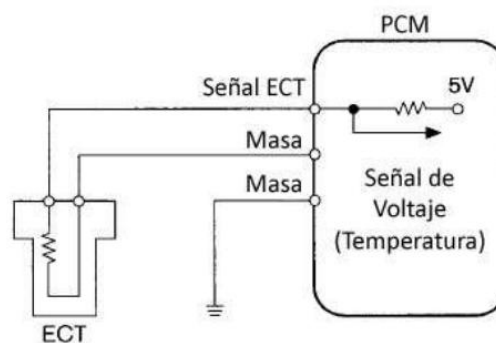 PCM
Señal ECT
5V
Masa
Masa
Señal de
Voltaje
(Temperatura)
ECT